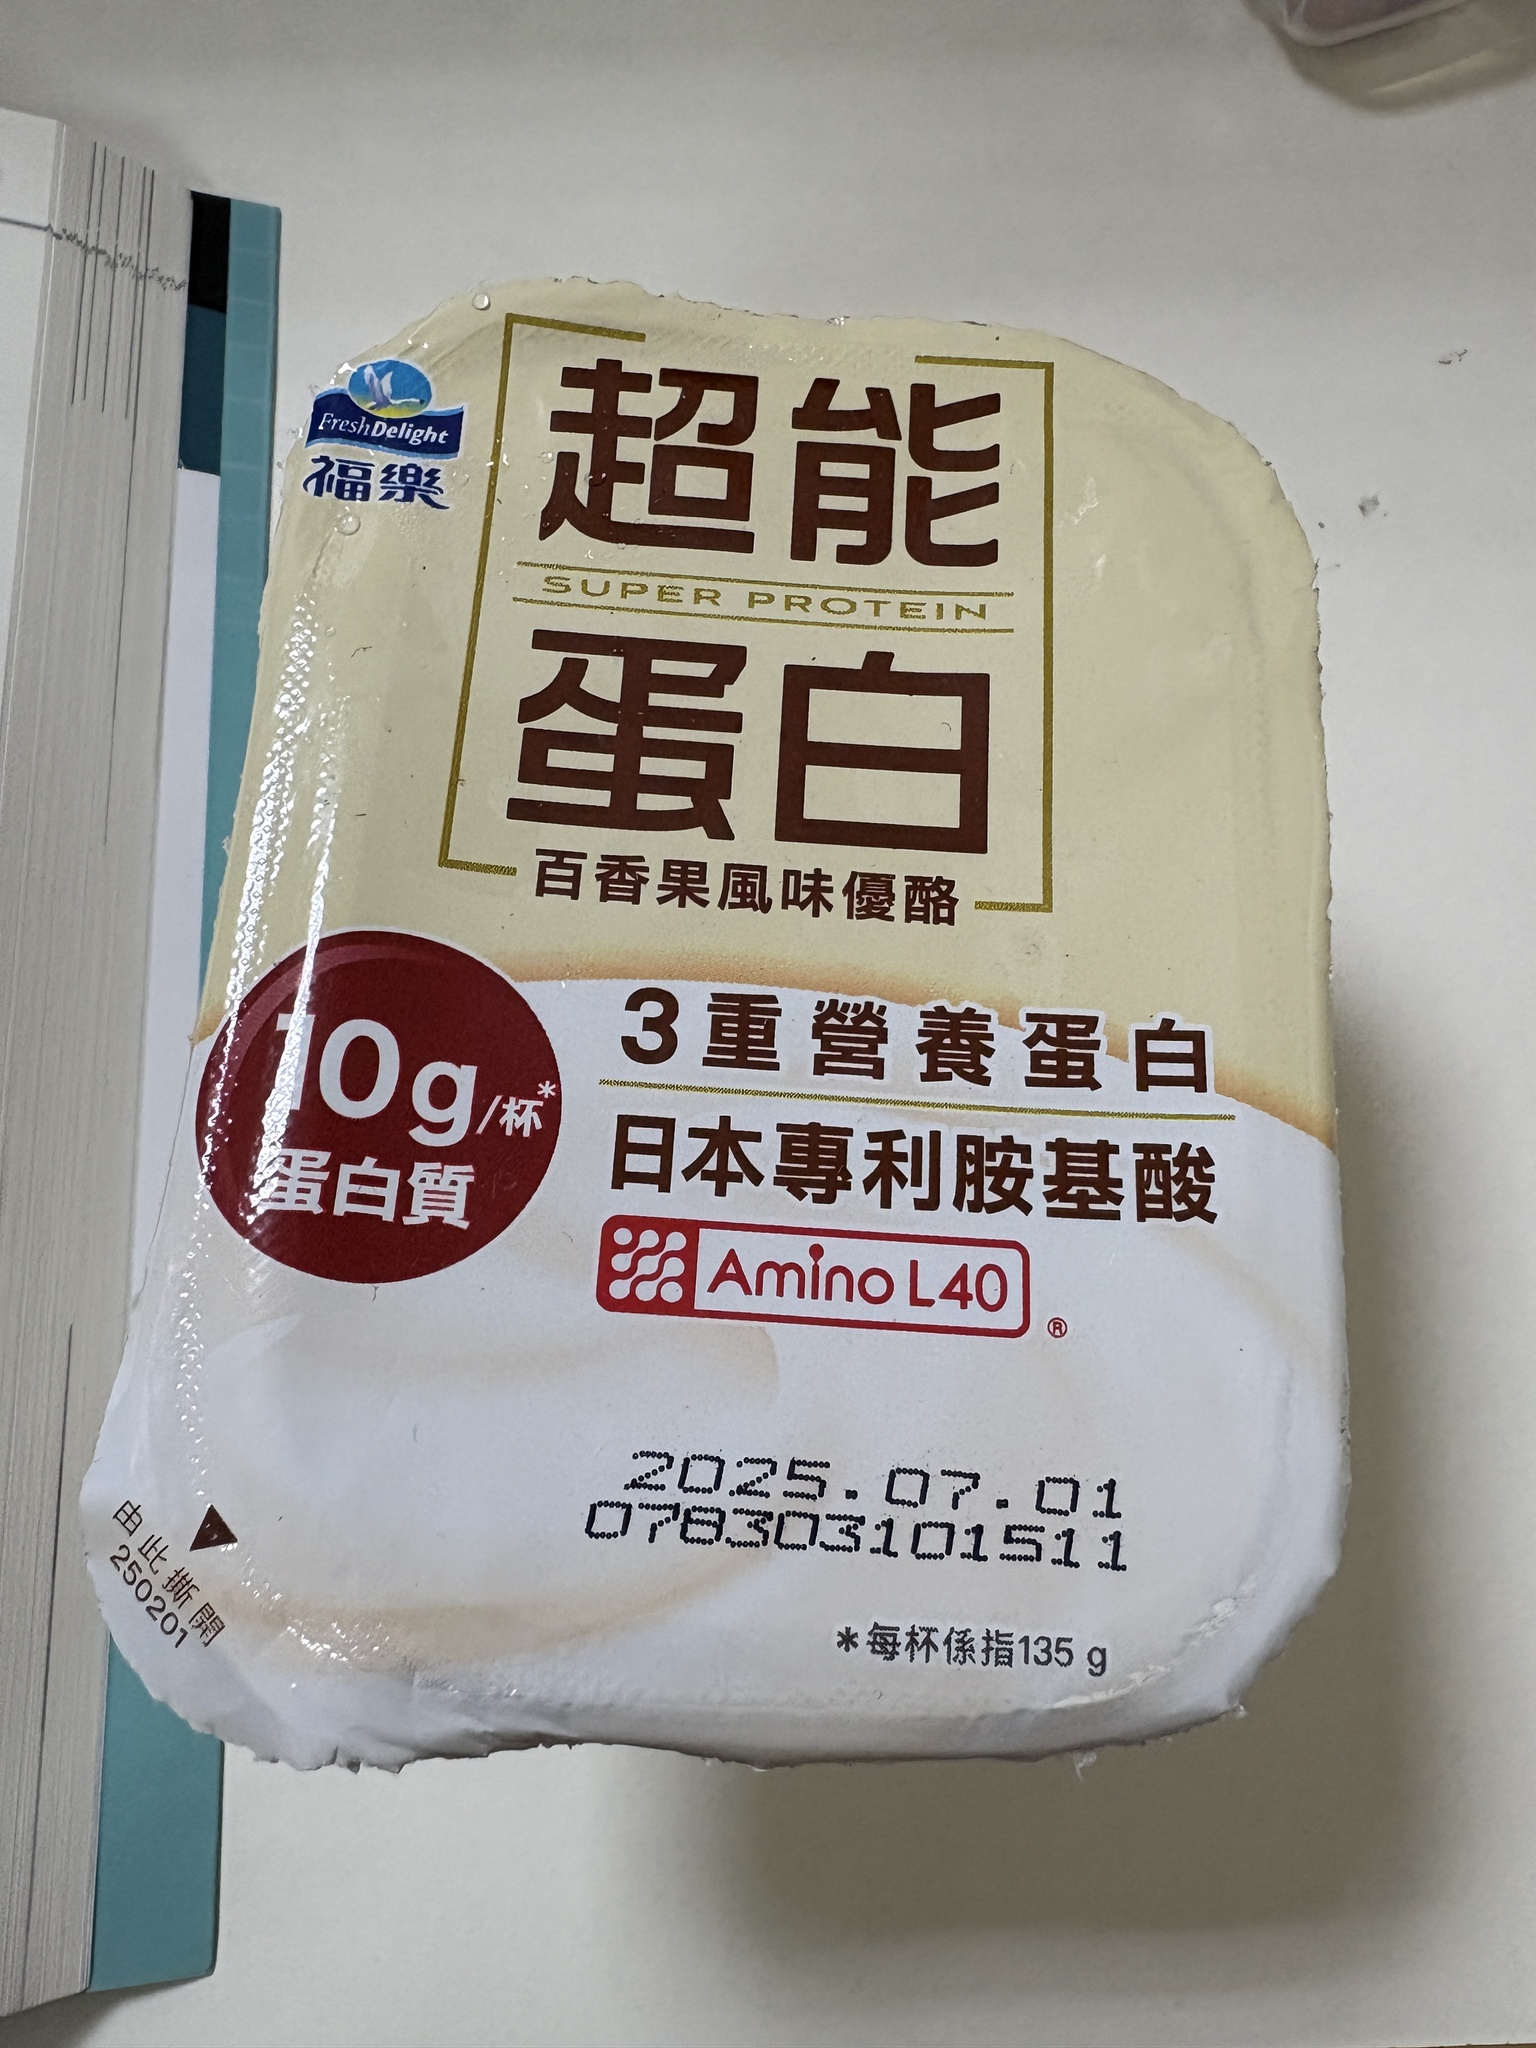 FreshDelight
福樂
超能
SUPER PROTEIN
蛋白
百香果風味優酪
10g/杯*
蛋白質
3重營養蛋白
日本專利胺基酸
Amino L40
®
2025.07.01
078303101511
由此撕開
250201
*每杯係指135 g